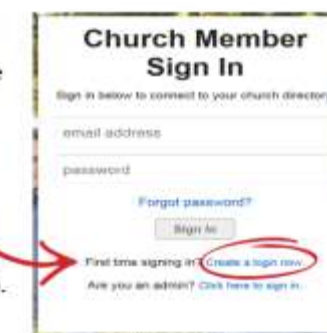 Church Member
Sign In
Sign in below to connect to your church directory
email address
password
Forgot password?
Sign In
First time signing in? Create a login now.
Are you an admin? Click here to sign in.